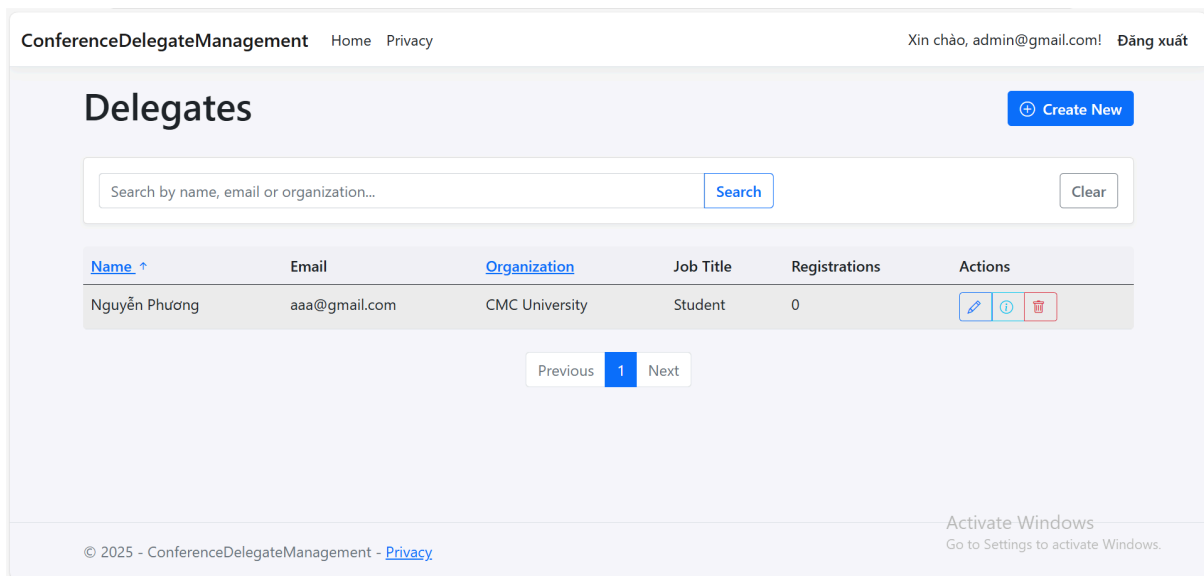 ConferenceDelegateManagement Home Privacy Xin chào, admin@gmail.com! Đăng xuất
Delegates
Create New
Search by name, email or organization... Search Clear
Name ↑ Email Organization Job Title Registrations Actions
Nguyễn Phương aaa@gmail.com CMC University Student 0
Previous 1 Next
Activate Windows
Go to Settings to activate Windows.
© 2025 - ConferenceDelegateManagement - Privacy